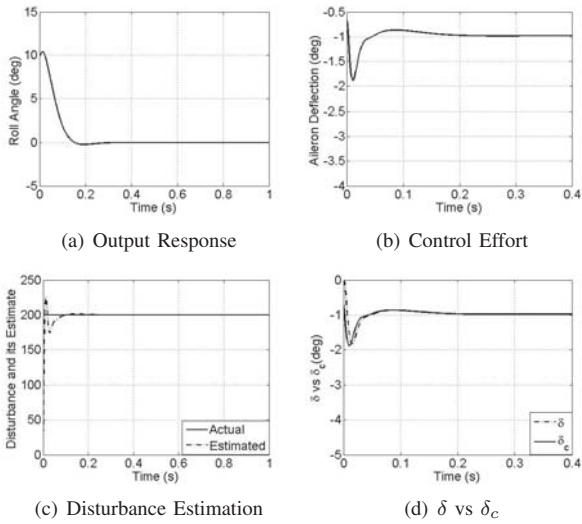 15
10
5
0
-5
0 0.2 0.4 0.6 0.8 1
Roll Angle (deg)
Time (s)
(a) Output Response
-0.5
-1
-1.5
-2
-2.5
-3
-3.5
-4
0 0.1 0.2 0.3 0.4
Aileron Deflection (deg)
Time (s)
(b) Control Effort
250
200
150
100
50
0
0 0.2 0.4 0.6 0.8 1
Disturbance and its Estimate
Time (s)
Actual
Estimated
(c) Disturbance Estimation
0
-1
-2
-3
-4
-5
0 0.1 0.2 0.3 0.4
δ vs δc(deg)
Time (s)
δ
δc
(d) δ vs δc